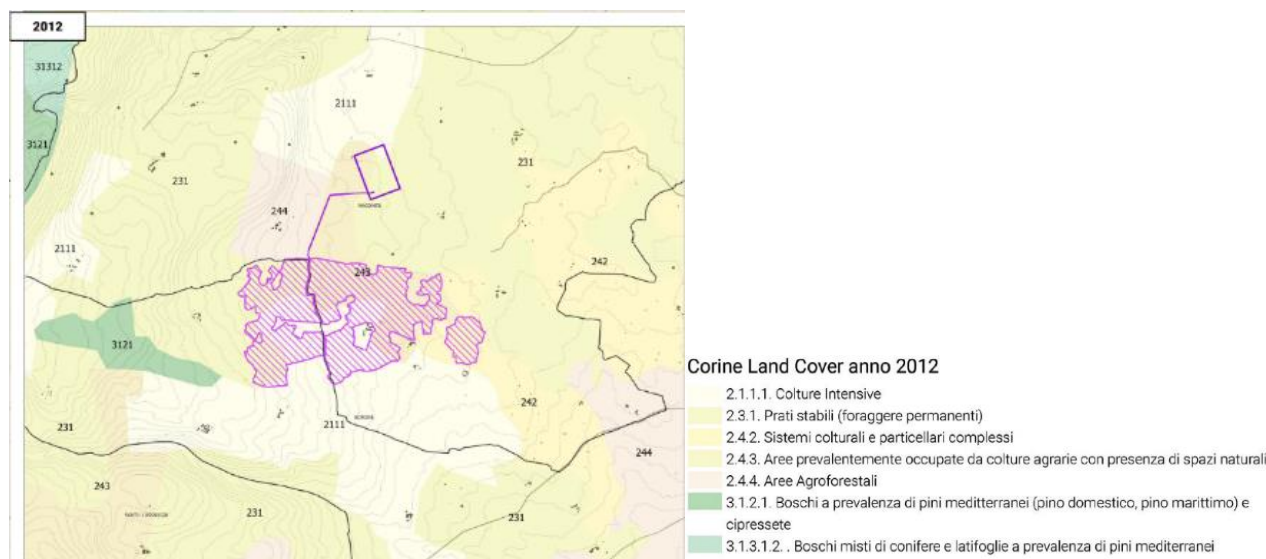 2012
31312
2111
3121
231
231
244
2111
243
242
3121
242
2111
231
244
243
231
231
Corine Land Cover anno 2012
2.1.1.1. Colture Intensive
2.3.1. Prati stabili (foraggere permanenti)
2.4.2. Sistemi colturali e particellari complessi
2.4.3. Aree prevalentemente occupate da colture agrarie con presenza di spazi naturali
2.4.4. Aree Agroforestali
3.1.2.1. Boschi a prevalenza di pini mediterranei (pino domestico, pino marittimo) e
cipressete
3.1.3.1.2. . Boschi misti di conifere e latifoglie a prevalenza di pini mediterranei